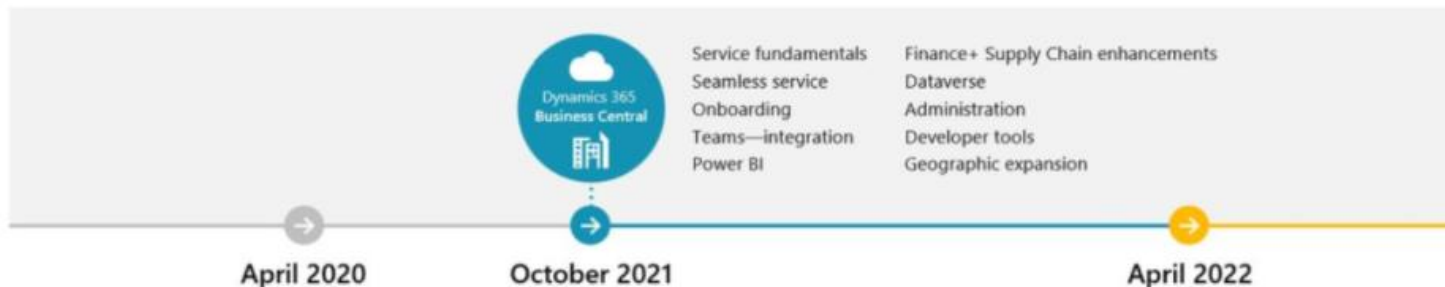 Dynamics 365
Business Central
Service fundamentals
Seamless service
Onboarding
Teams—integration
Power BI
Finance+ Supply Chain enhancements
Dataverse
Administration
Developer tools
Geographic expansion
April 2020
October 2021
April 2022